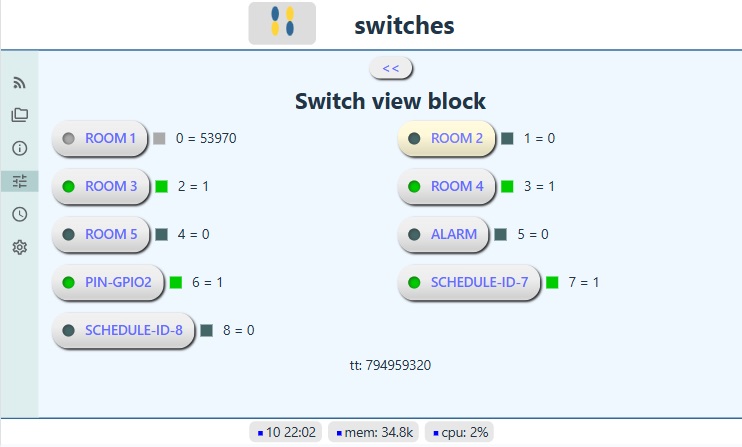 switches
<<
Switch view block
ROOM 1 0 = 53970 ROOM 2 1 = 0
ROOM 3 2 = 1 ROOM 4 3 = 1
ROOM 5 4 = 0 ALARM 5 = 0
PIN-GPIO2 6 = 1 SCHEDULE-ID-7 7 = 1
SCHEDULE-ID-8 8 = 0
tt: 794959320
10 22:02 mem: 34.8k cpu: 2%